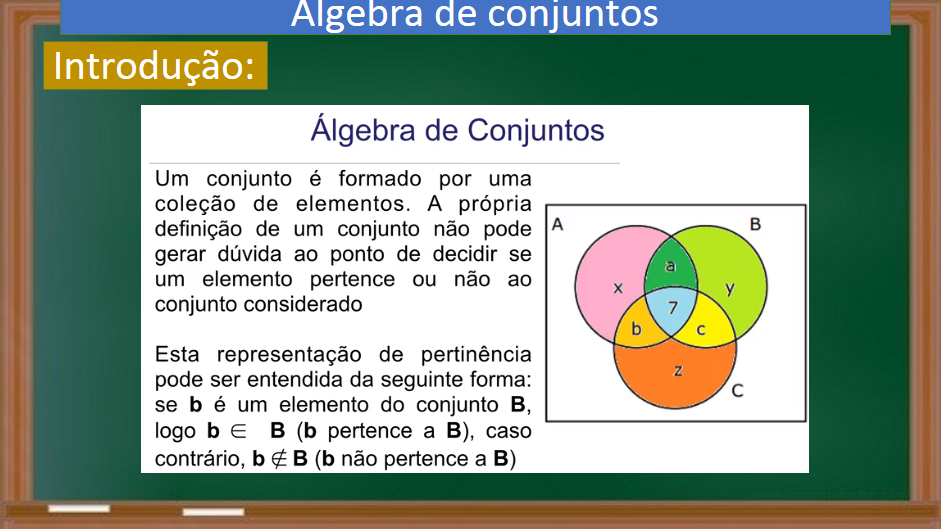 Álgebra de conjuntos
Introdução:
Álgebra de Conjuntos
Um conjunto é formado por uma
coleção de elementos. A própria
definição de um conjunto não pode
gerar dúvida ao ponto de decidir se
um elemento pertence ou não ao
conjunto considerado
Esta representação de pertinência
pode ser entendida da seguinte forma:
se b é um elemento do conjunto B,
logo b ∈ B (b pertence a B), caso
contrário, b ∉ B (b não pertence a B)
A
B
a
x
y
7
b
c
z
C